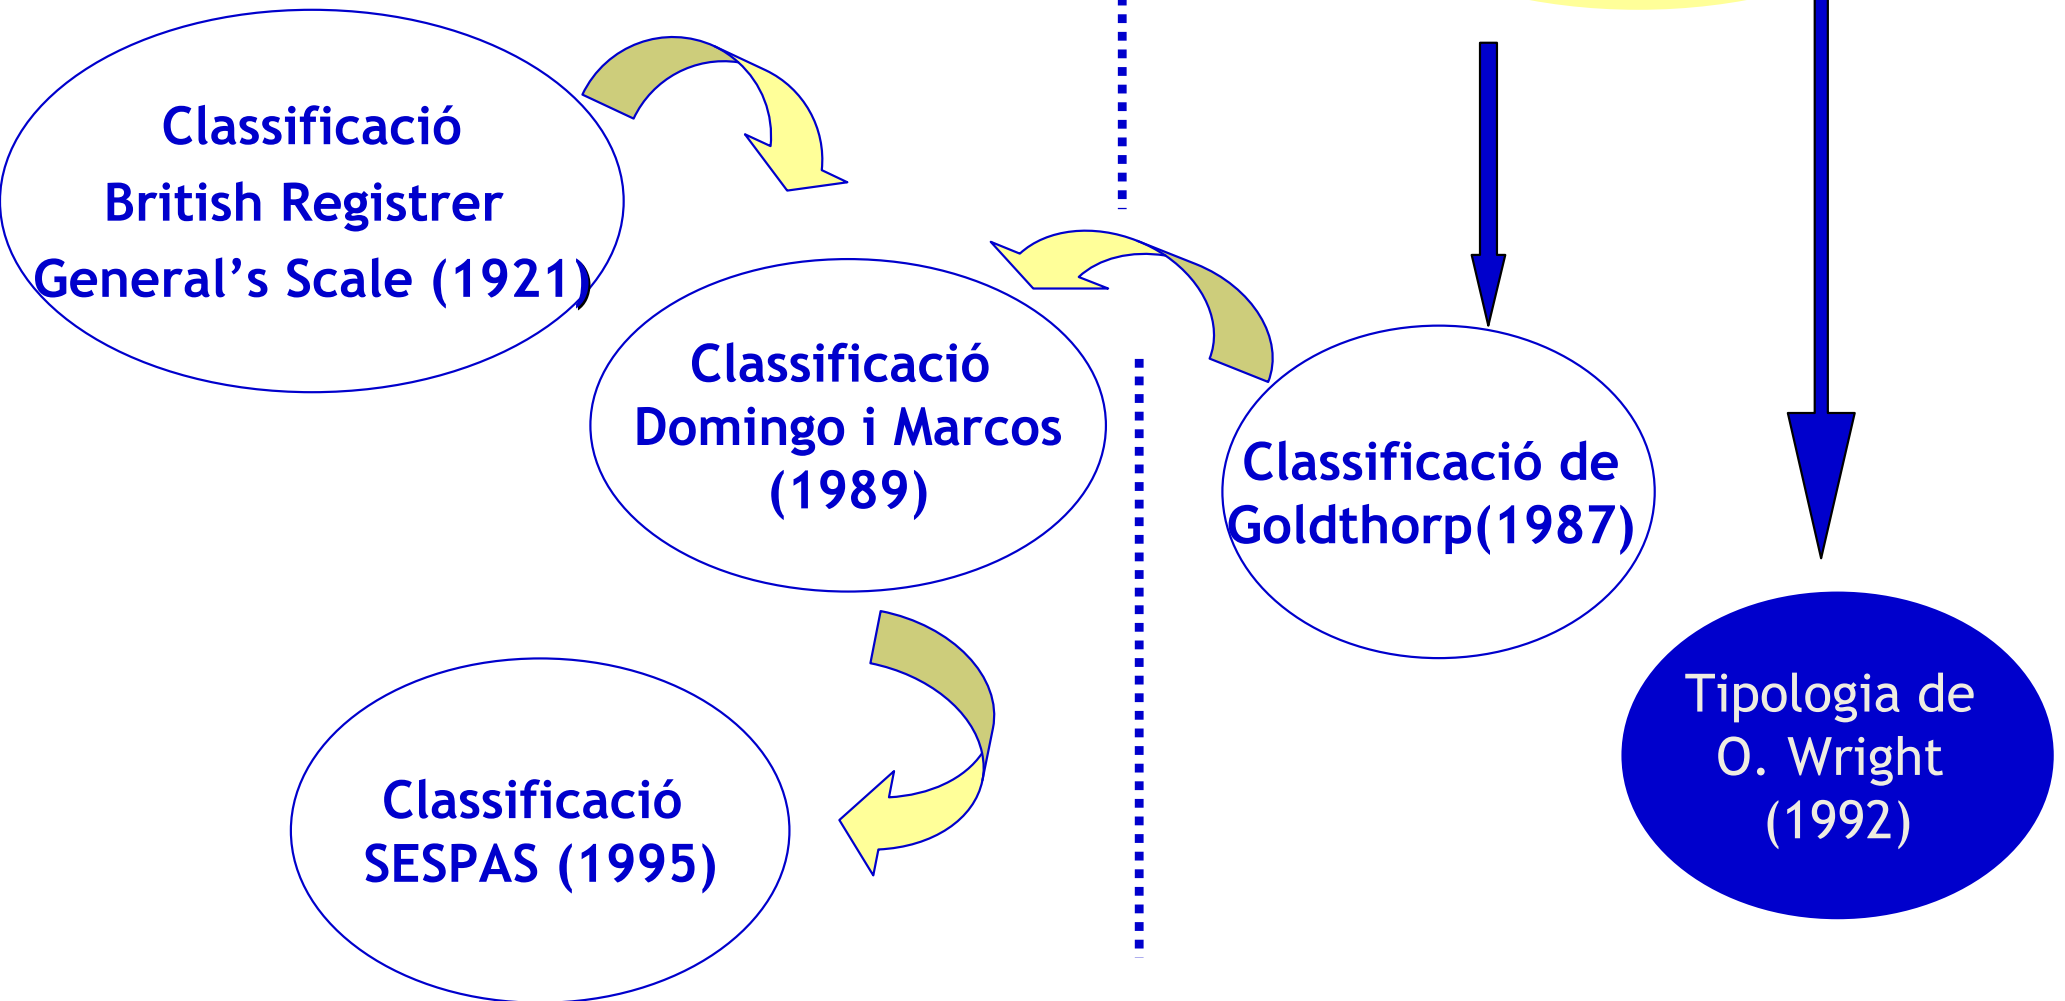 Classificació
British Registrer
General’s Scale (1921)
Classificació
Domingo i Marcos
(1989)
Classificació de
Goldthorp(1987)
Tipologia de
O. Wright
(1992)
Classificació
SESPAS (1995)